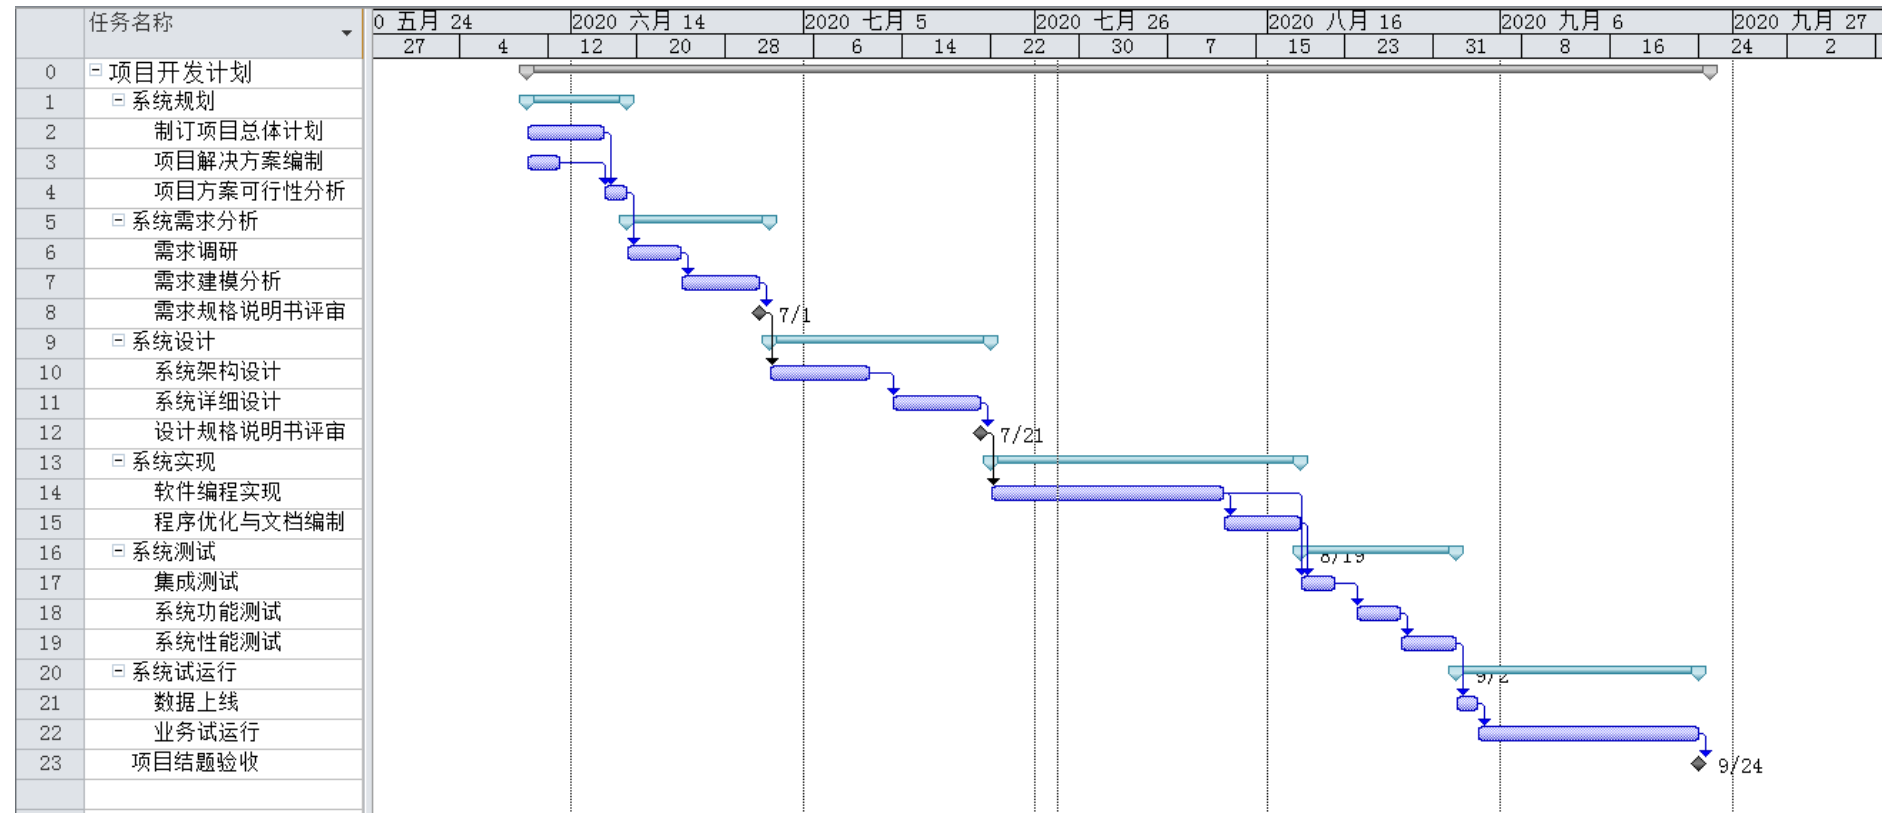 任务名称
0 五月 24 2020 六月 14 2020 七月 5 2020 七月 26 2020 八月 16 2020 九月 6 2020 九月 27
27 4 12 20 28 6 14 22 30 7 15 23 31 8 16 24 2
0 项目开发计划
1 系统规划
2 制订项目总体计划
3 项目解决方案编制
4 项目方案可行性分析
5 系统需求分析
6 需求调研
7 需求建模分析
8 需求规格说明书评审 7/1
9 系统设计
10 系统架构设计
11 系统详细设计
12 设计规格说明书评审 7/21
13 系统实现
14 软件编程实现
15 程序优化与文档编制
16 系统测试 8/19
17 集成测试
18 系统功能测试
19 系统性能测试
20 系统试运行 9/2
21 数据上线
22 业务试运行
23 项目结题验收 9/24